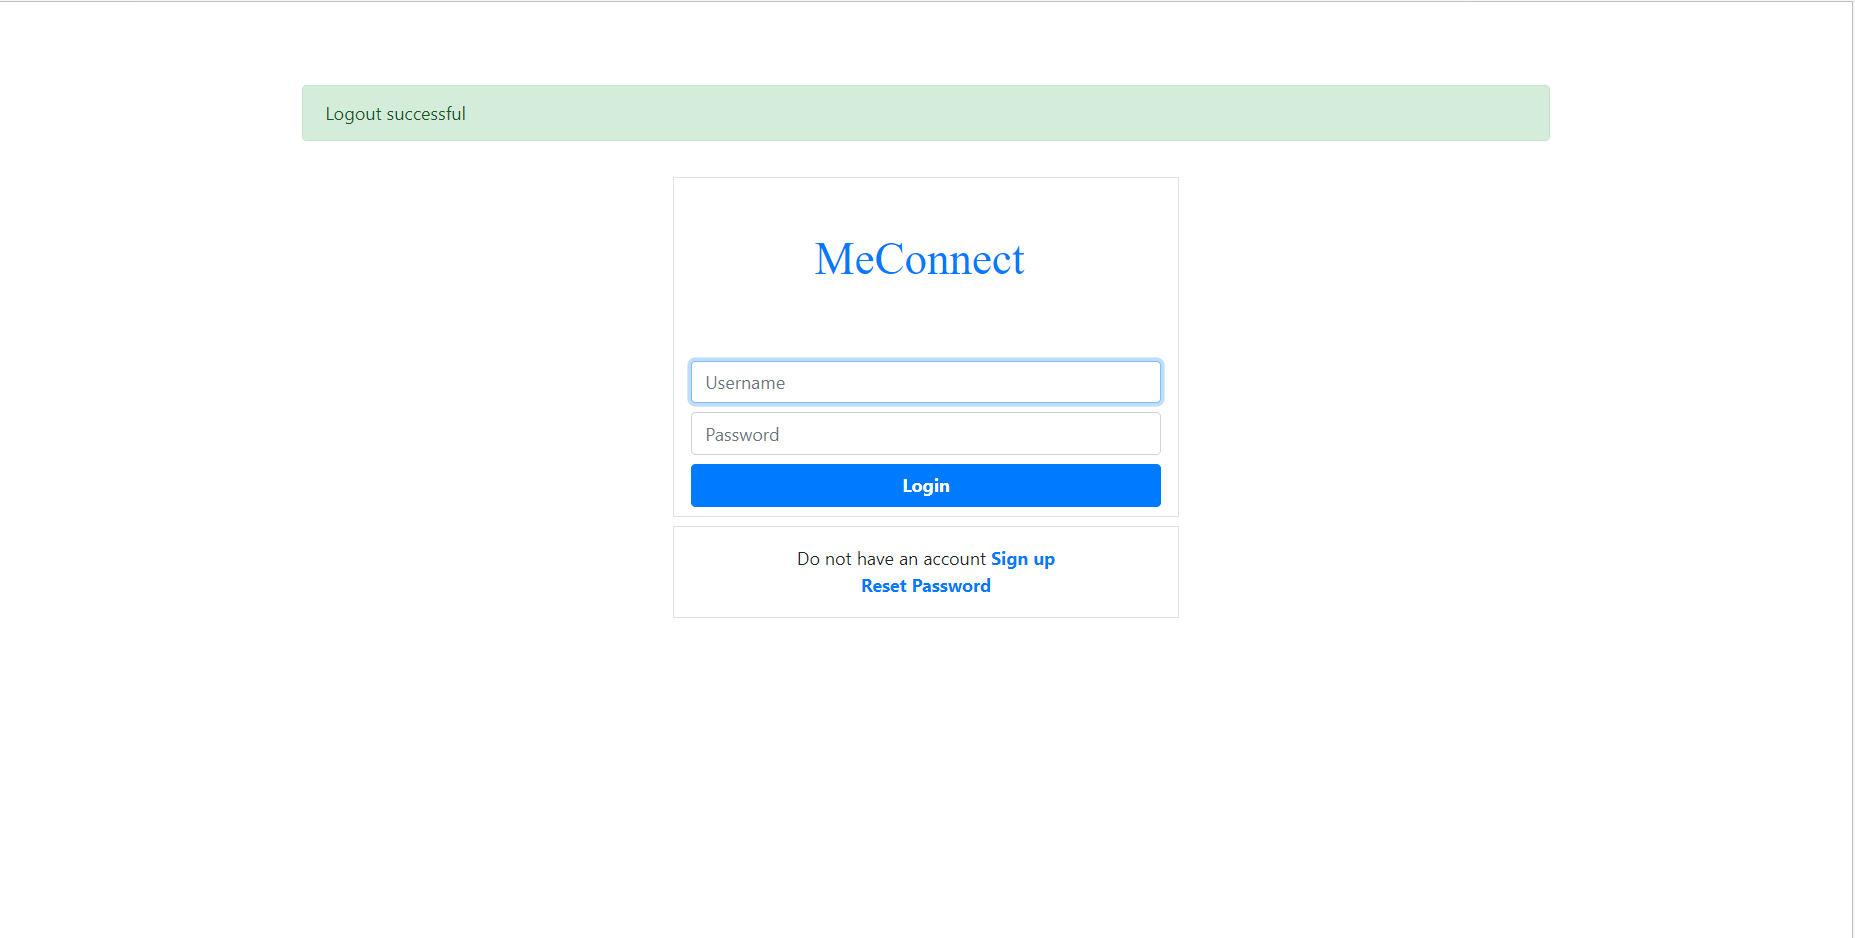 Logout successful
MeConnect
Username
Password
Login
Do not have an account Sign up
Reset Password